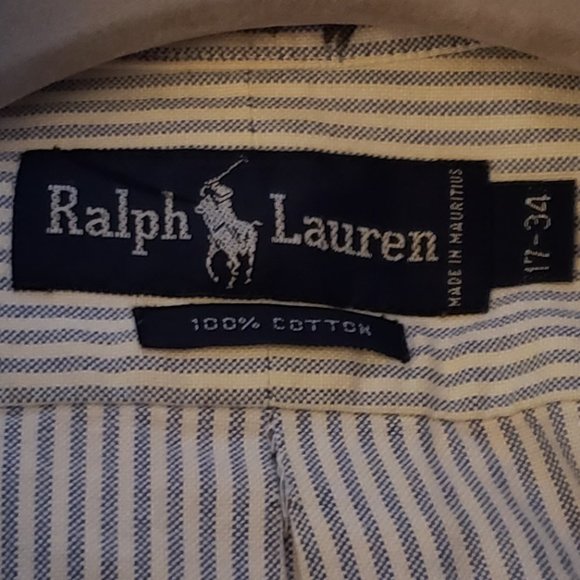 Ralph Lauren
MADE IN MAURITIUS
17-34
100% COTTON